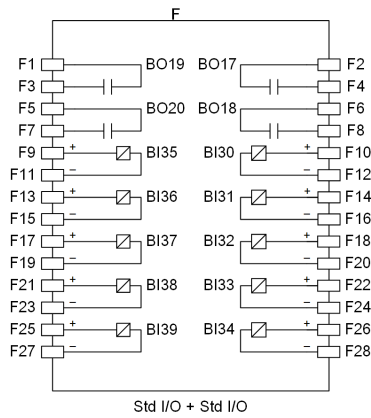 F
F1 BO19 BO17 F2
F3 F4
F5 BO20 BO18 F6
F7 F8
F9 + BI35 BI30 + F10
F11 − − F12
F13 + BI36 BI31 + F14
F15 − − F16
F17 + BI37 BI32 + F18
F19 − − F20
F21 + BI38 BI33 + F22
F23 − − F24
F25 + BI39 BI34 + F26
F27 − − F28
Std I/O + Std I/O